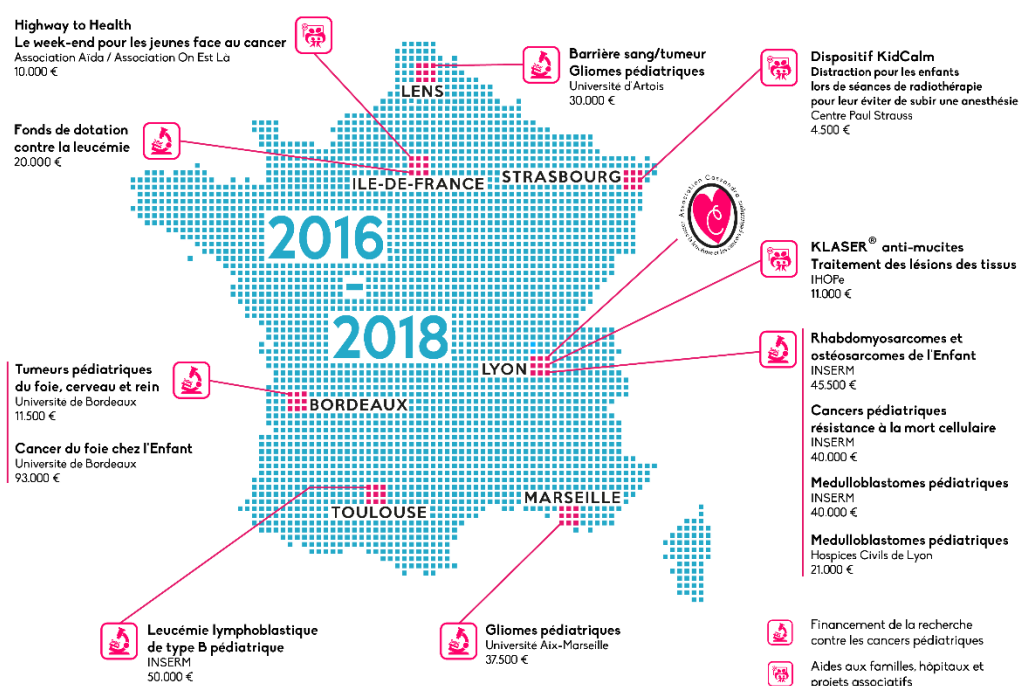 Highway to Health
Le week-end pour les jeunes face au cancer
Association Aïda / Association On Est Là
10.000 €
Fonds de dotation
contre la leucémie
20.000 €
Barrière sang/tumeur
Gliomes pédiatriques
Université d'Artois
30.000 €
Dispositif KidCalm
Distraction pour les enfants
lors de séances de radiothérapie
pour leur éviter de subir une anesthésie
Centre Paul Strauss
4.500 €
LENS
ILE-DE-FRANCE
STRASBOURG
Association Cassandre
2016
-
2018
KLASER® anti-mucites
Traitement des lésions des tissus
IHOPe
11.000 €
LYON
Rhabdomyosarcomes et
ostéosarcomes de l'Enfant
INSERM
45.500 €
Cancers pédiatriques
résistance à la mort cellulaire
INSERM
40.000 €
Medulloblastomes pédiatriques
INSERM
40.000 €
Medulloblastomes pédiatriques
Hospices Civils de Lyon
21.000 €
Tumeurs pédiatriques
du foie, cerveau et rein
Universite de Bordeaux
11.500 €
Cancer du foie chez l'Enfant
Universite de Bordeaux
93.000 €
BORDEAUX
TOULOUSE
MARSEILLE
Leucémie lymphoblastique
de type B pédiatrique
INSERM
50.000 €
Gliomes pédiatriques
Université Aix-Marseille
37.500 €
Financement de la recherche
contre les cancers pédiatriques
Aides aux familles, hôpitaux et
projets associatifs